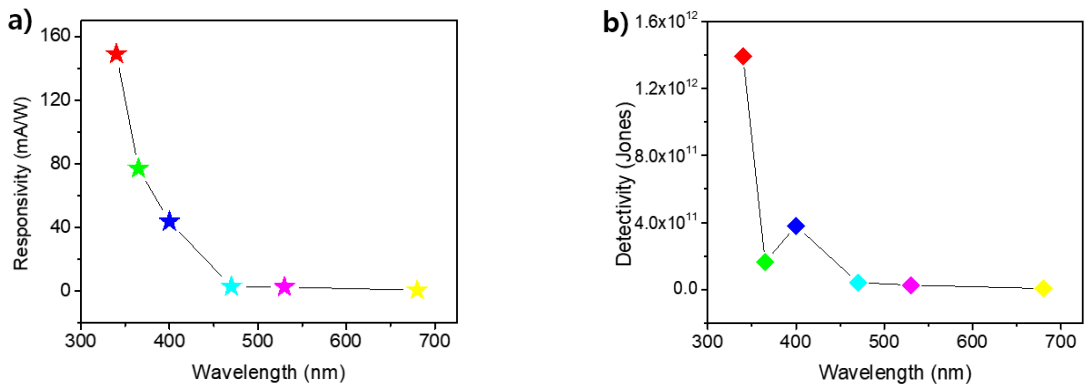 a)
160
120
80
40
0
Responsivity (mA/W)
300 400 500 600 700
Wavelength (nm)
b)
1.6x10¹²
1.2x10¹²
8.0x10¹¹
4.0x10¹¹
0.0
Detectivity (Jones)
300 400 500 600 700
Wavelength (nm)